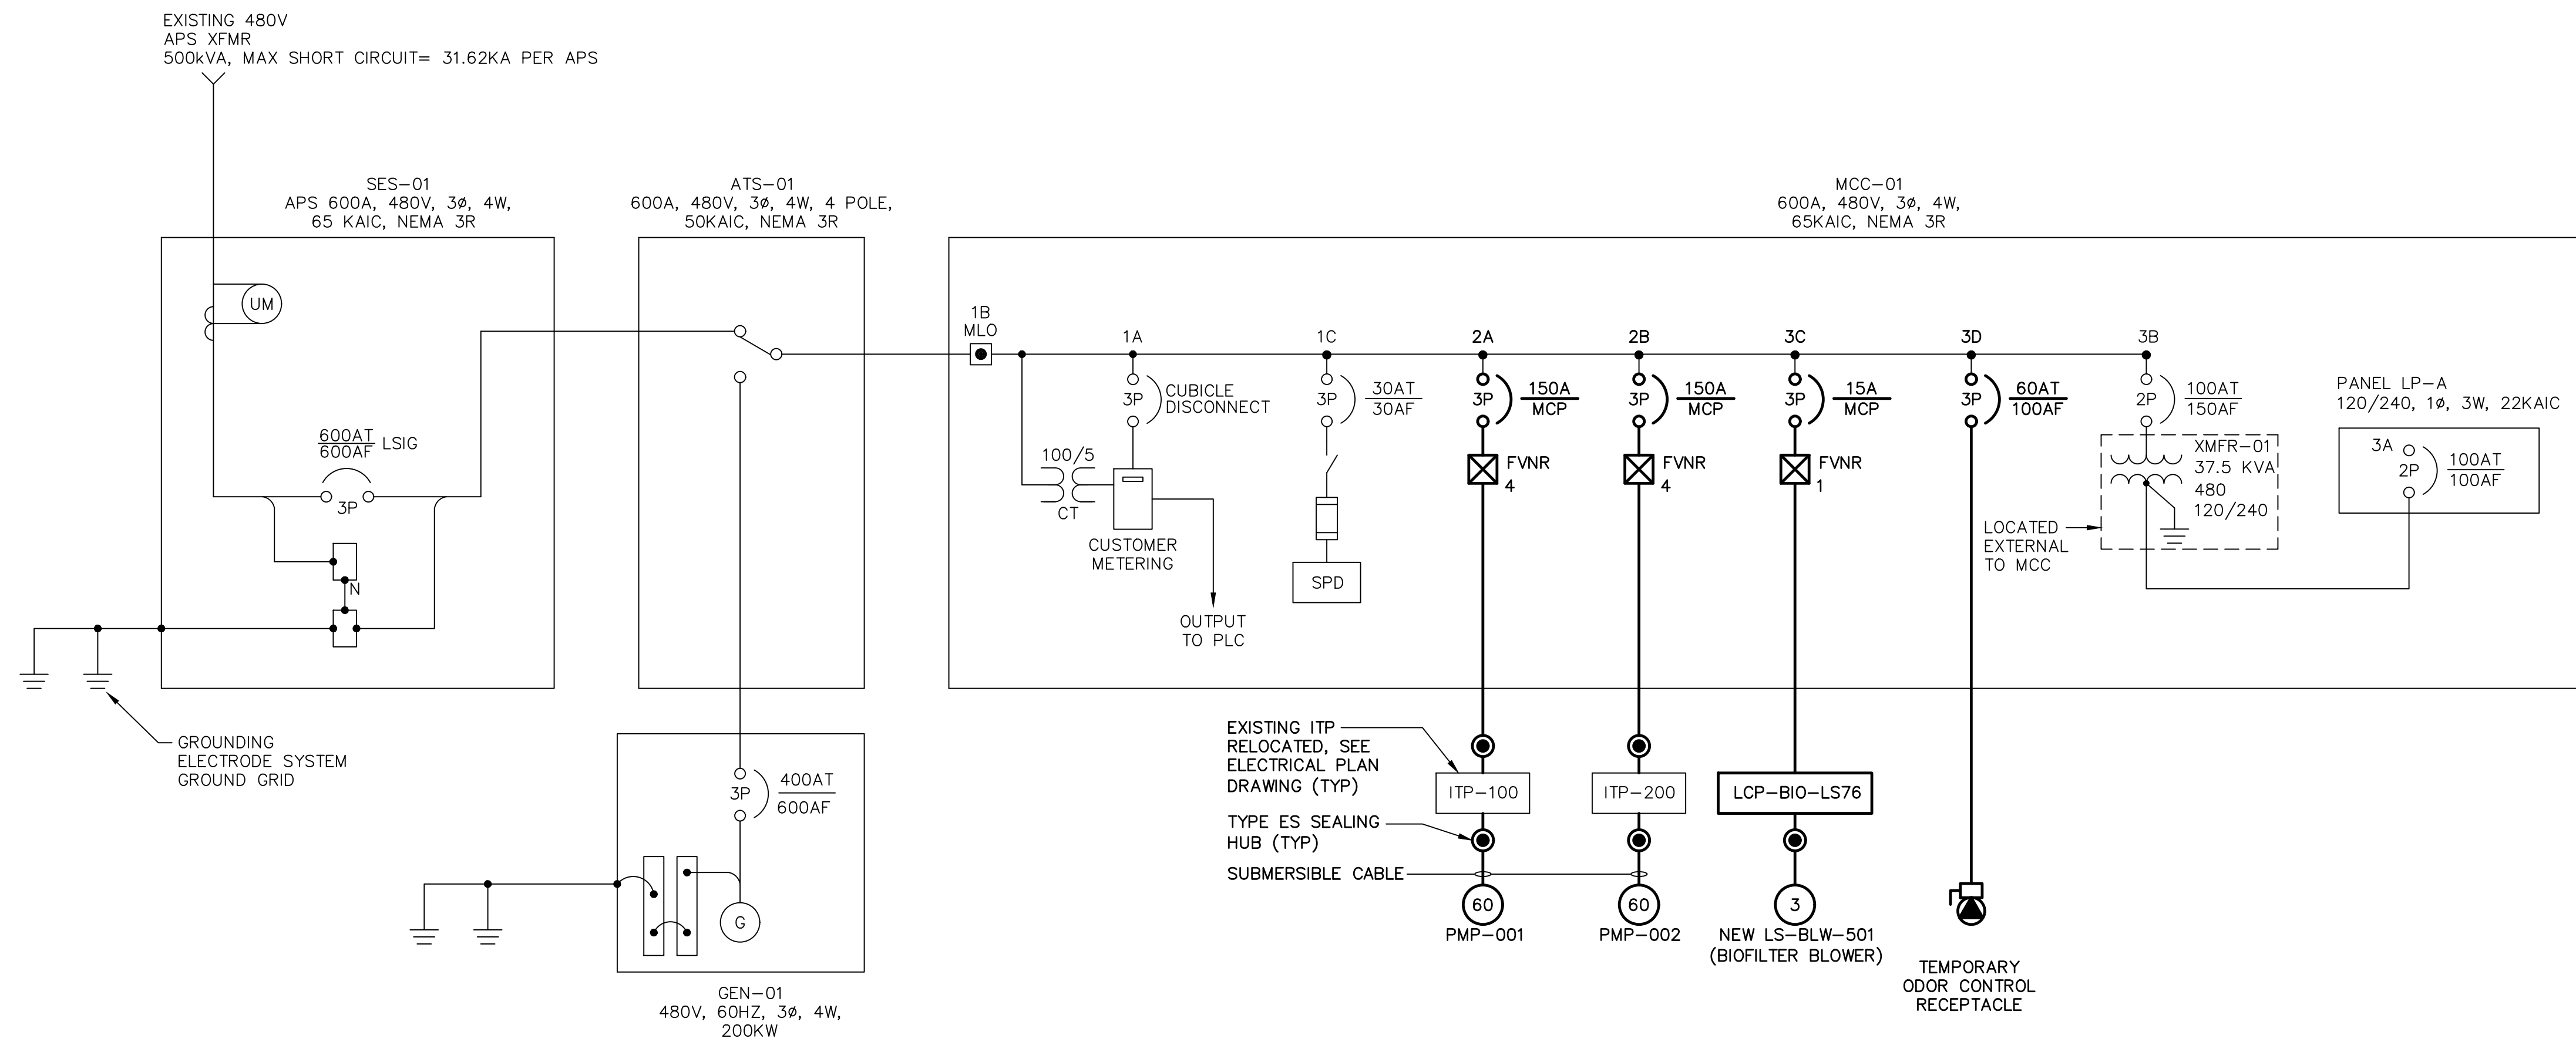 EXISTING 480V
APS XFMR
500kVA, MAX SHORT CIRCUIT= 31.62KA PER APS
SES-01
APS 600A, 480V, 3ø, 4W,
65 KAIC, NEMA 3R
UM
600AT
600AF
LSIG
3P
N
GROUNDING
ELECTRODE SYSTEM
GROUND GRID
ATS-01
600A, 480V, 3ø, 4W, 4 POLE,
50KAIC, NEMA 3R
3P
400AT
600AF
G
GEN-01
480V, 60HZ, 3ø, 4W,
200KW
MCC-01
600A, 480V, 3ø, 4W,
65KAIC, NEMA 3R
1B
MLO
1A
3P
CUBICLE
DISCONNECT
100/5
CT
CUSTOMER
METERING
OUTPUT
TO PLC
1C
3P
30AT
30AF
SPD
2A
3P
150A
MCP
FVNR
4
2B
3P
150A
MCP
FVNR
4
3C
3P
15A
MCP
FVNR
1
3D
3P
60AT
100AF
3B
2P
100AT
150AF
XMFR-01
37.5 KVA
480
120/240
LOCATED
EXTERNAL
TO MCC
PANEL LP-A
120/240, 1ø, 3W, 22KAIC
3A
2P
100AT
100AF
EXISTING ITP
RELOCATED, SEE
ELECTRICAL PLAN
DRAWING (TYP)
TYPE ES SEALING
HUB (TYP)
SUBMERSIBLE CABLE
ITP-100
60
PMP-001
ITP-200
60
PMP-002
LCP-BIO-LS76
3
NEW LS-BLW-501
(BIOFILTER BLOWER)
TEMPORARY
ODOR CONTROL
RECEPTACLE